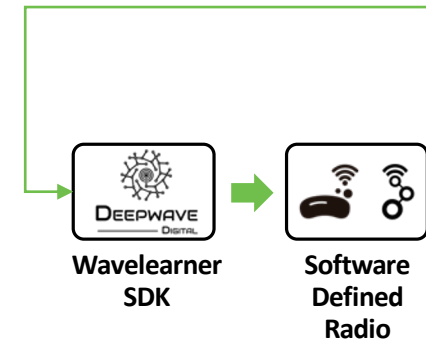 DEEPWAVE
DIGITAL
Wavelearner
SDK
Software
Defined
Radio